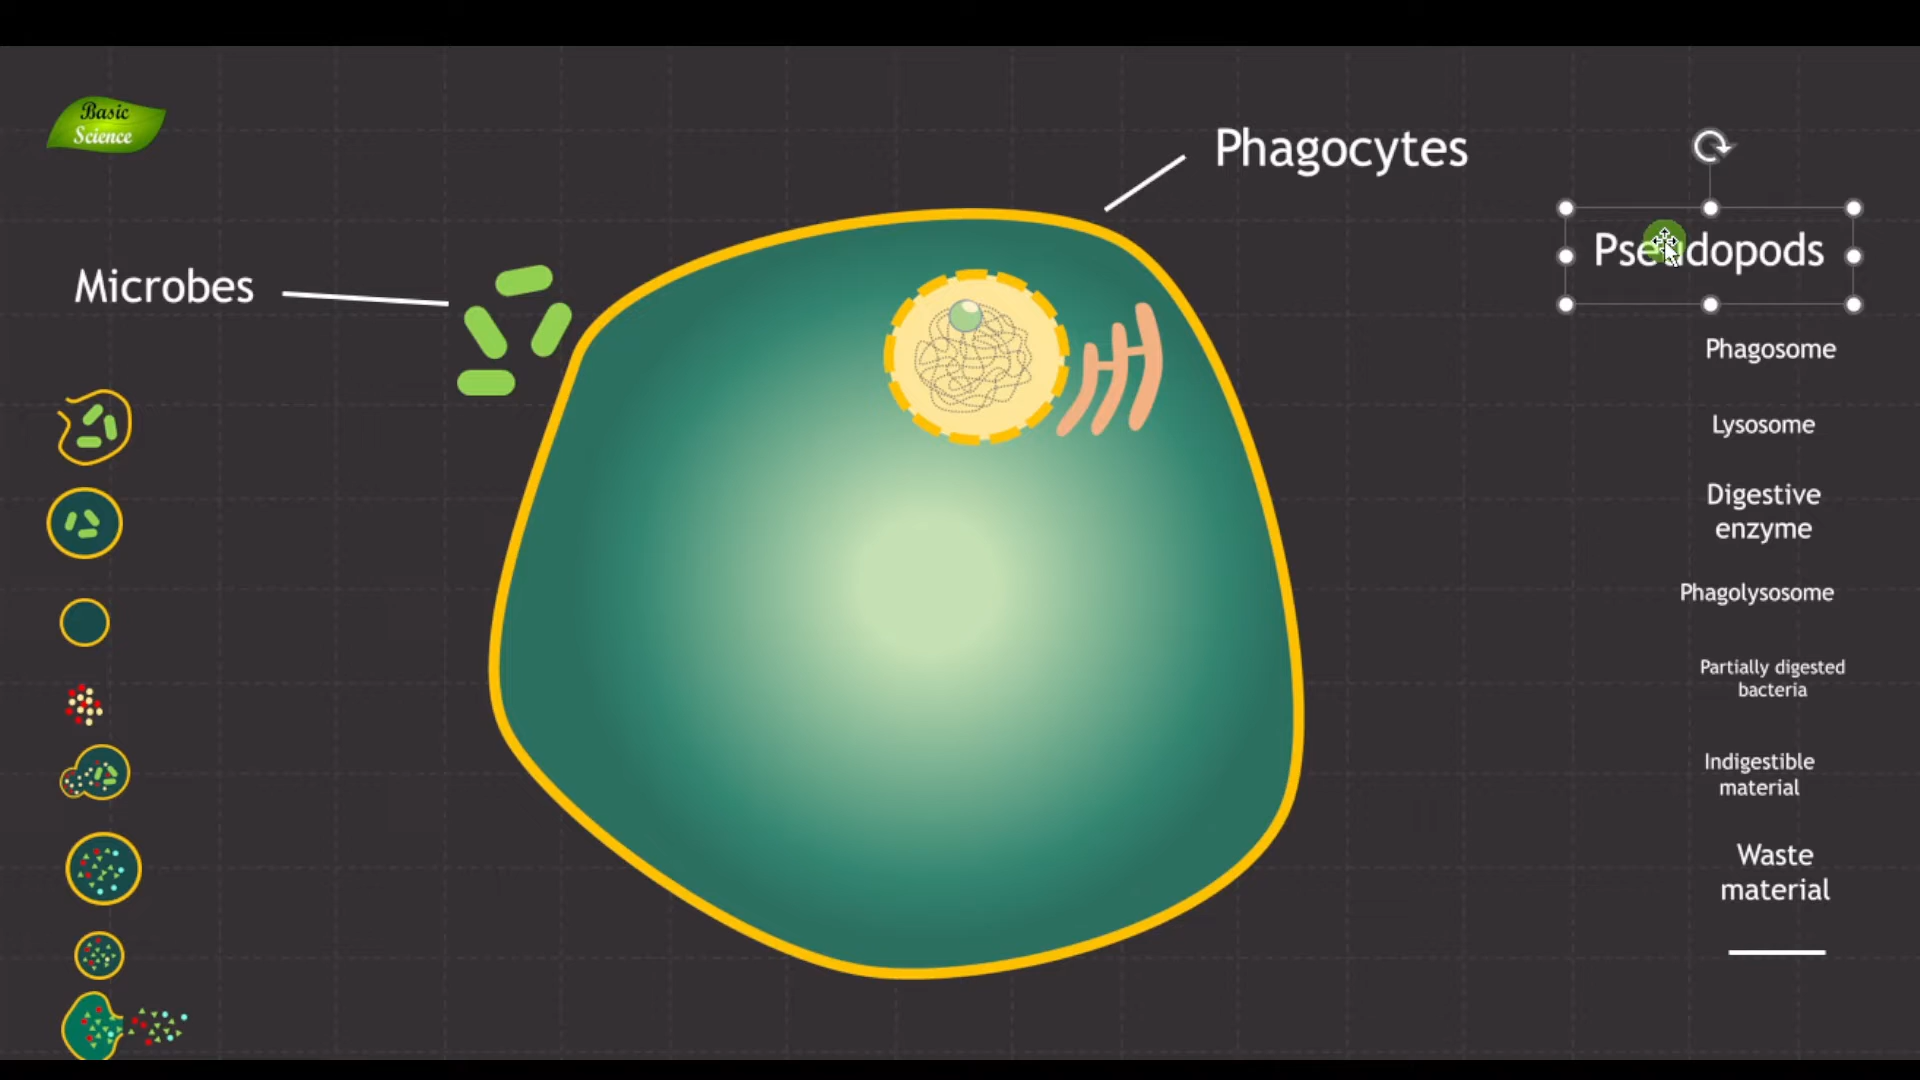 Basic
Science
Phagocytes
Pseudopods
Microbes
Phagosome
Lysosome
Digestive
enzyme
Phagolysosome
Partially digested
bacteria
Indigestible
material
Waste
material